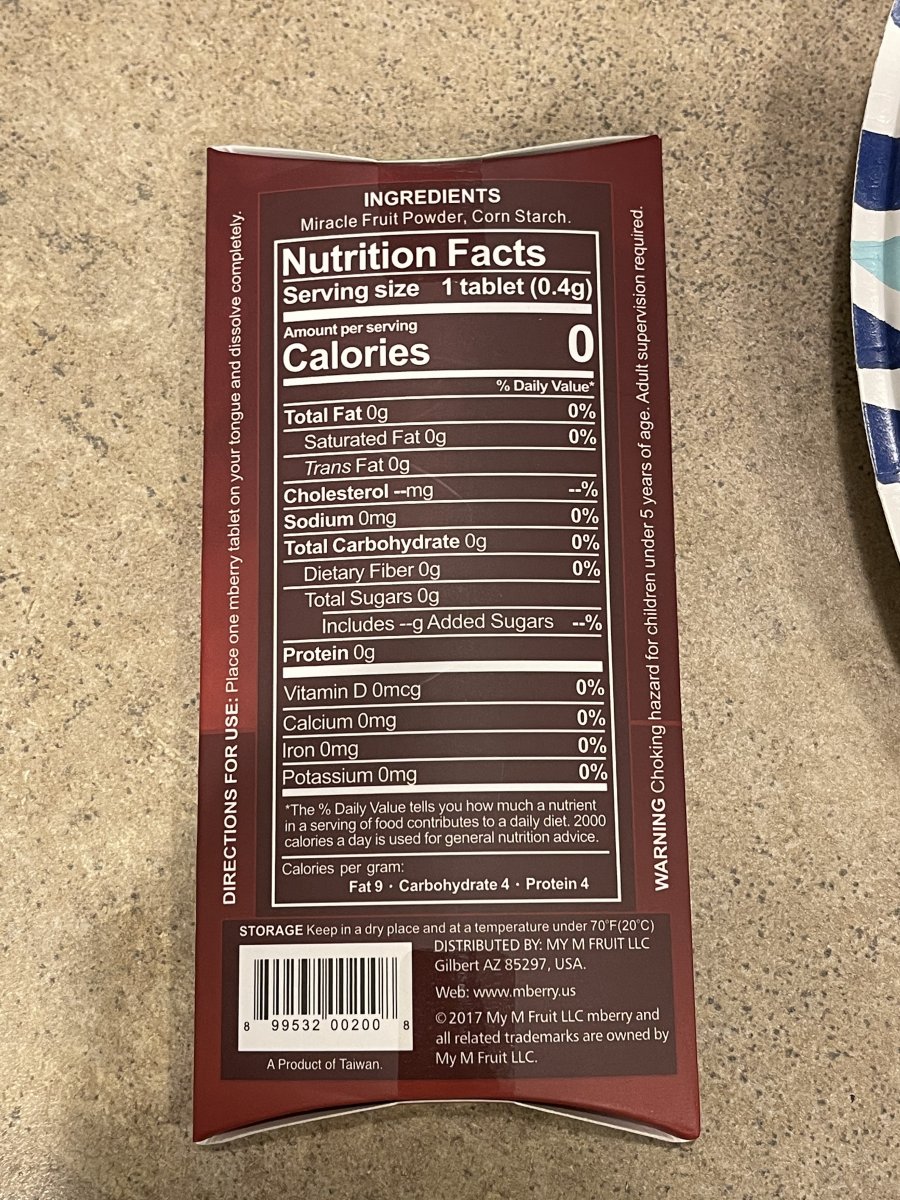 INGREDIENTS
Miracle Fruit Powder, Corn Starch.
Nutrition Facts
Serving size 1 tablet (0.4g)
Amount per serving
Calories 0
% Daily Value*
Total Fat 0g 0%
Saturated Fat 0g 0%
Trans Fat 0g
Cholesterol --mg --%
Sodium 0mg 0%
Total Carbohydrate 0g 0%
Dietary Fiber 0g 0%
Total Sugars 0g
Includes --g Added Sugars --%
Protein 0g
Vitamin D 0mcg 0%
Calcium 0mg 0%
Iron 0mg 0%
Potassium 0mg 0%
*The % Daily Value tells you how much a nutrient
in a serving of food contributes to a daily diet. 2000
calories a day is used for general nutrition advice.
Calories per gram:
Fat 9 · Carbohydrate 4 · Protein 4
DIRECTIONS FOR USE: Place one mberry tablet on your tongue and dissolve completely.
WARNING Choking hazard for children under 5 years of age. Adult supervision required.
STORAGE Keep in a dry place and at a temperature under 70°F(20°C)
DISTRIBUTED BY: MY M FRUIT LLC
Gilbert AZ 85297, USA.
Web: www.mberry.us
©2017 My M Fruit LLC mberry and
all related trademarks are owned by
My M Fruit LLC.
8 99532 00200 8
A Product of Taiwan.